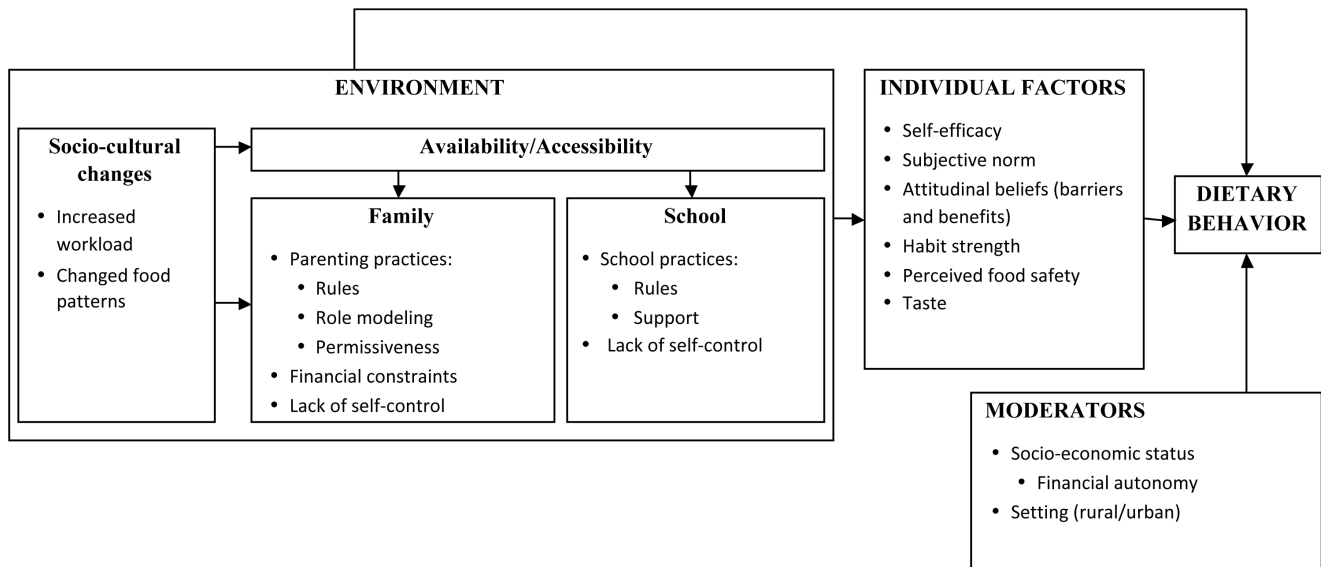 ENVIRONMENT
Socio-cultural
changes
• Increased
workload
• Changed food
patterns
Availability/Accessibility
Family
• Parenting practices:
• Rules
• Role modeling
• Permissiveness
• Financial constraints
• Lack of self-control
School
• School practices:
• Rules
• Support
• Lack of self-control
INDIVIDUAL FACTORS
• Self-efficacy
• Subjective norm
• Attitudinal beliefs (barriers
and benefits)
• Habit strength
• Perceived food safety
• Taste
DIETARY
BEHAVIOR
MODERATORS
• Socio-economic status
• Financial autonomy
• Setting (rural/urban)